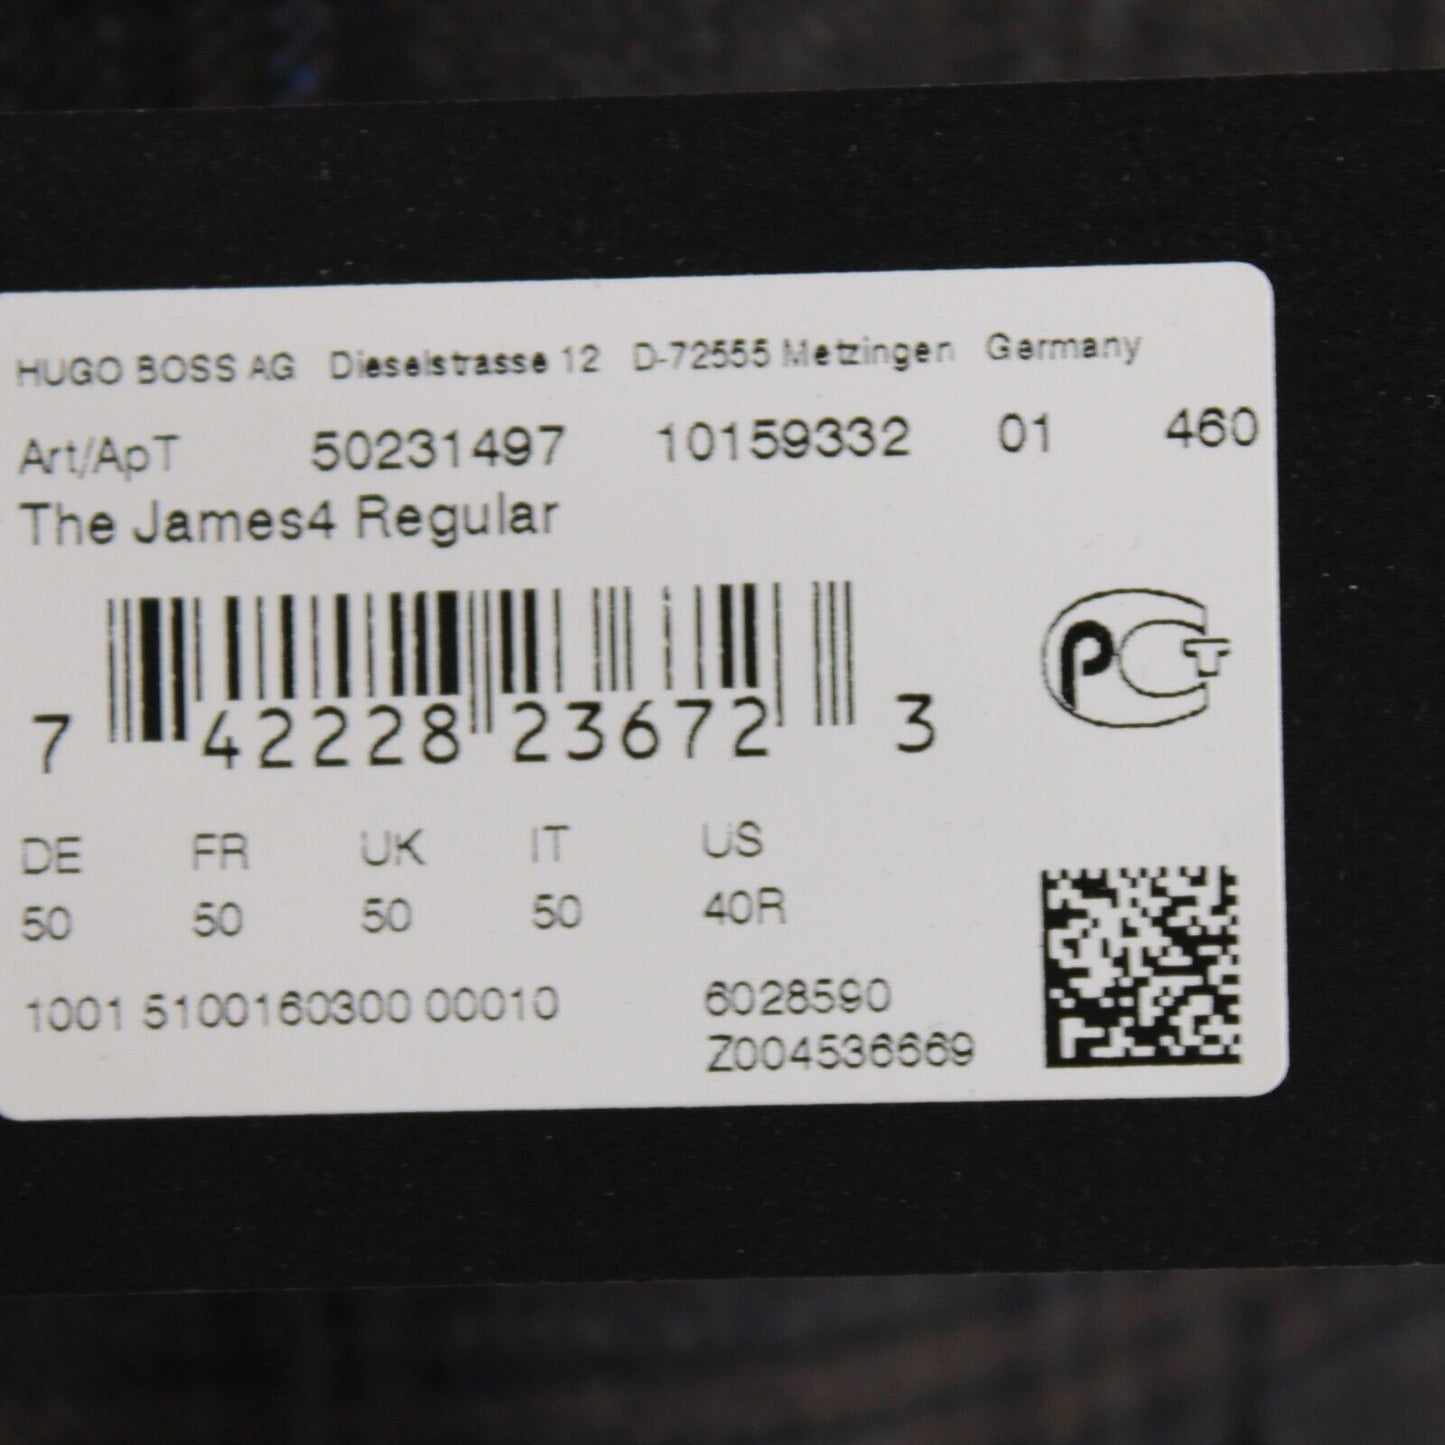 HUGO BOSS AG Dieselstrasse 12 D-72555 Metzingen Germany
Art/ApT 50231497 10159332 01 460
The James4 Regular
7 42228 23672 3
PCT
DE FR UK IT US
50 50 50 50 40R
1001 5100160300 00010 6028590
Z004536669